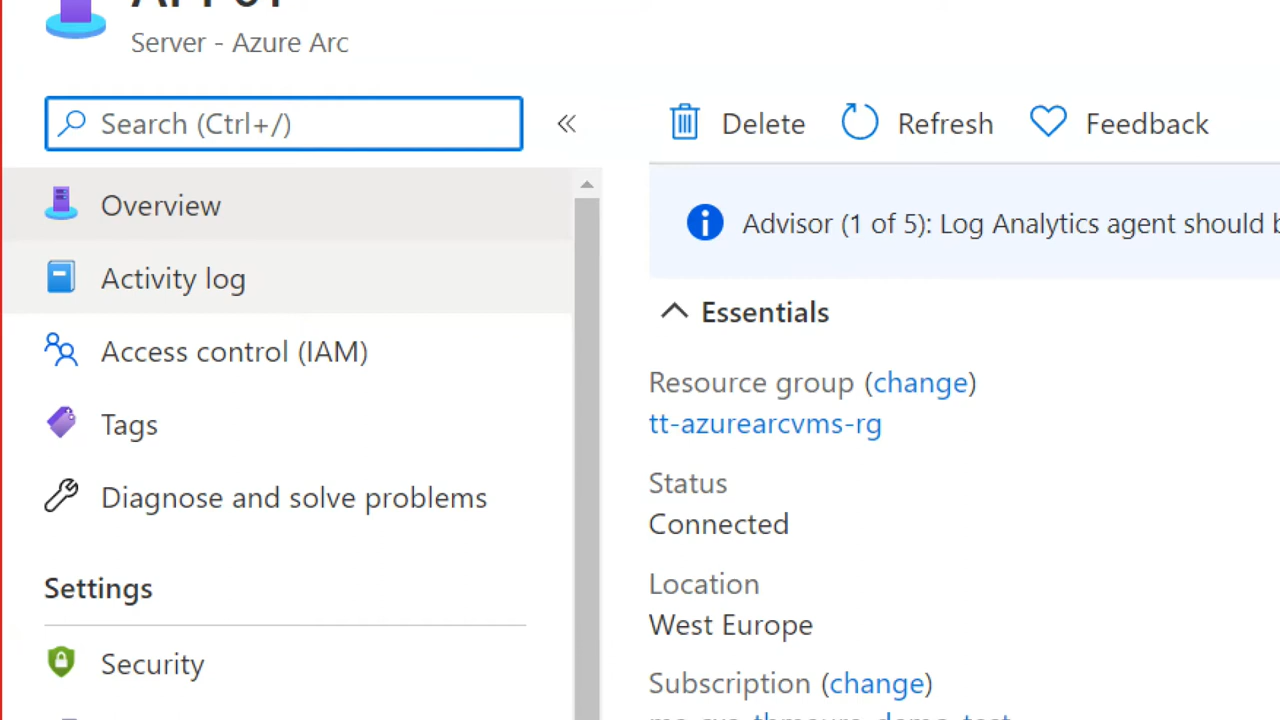 Server - Azure Arc
Search (Ctrl+/)
«
Delete
Refresh
Feedback
Overview
Activity log
Access control (IAM)
Tags
Diagnose and solve problems
Settings
Security
Advisor (1 of 5): Log Analytics agent should
Essentials
Resource group (change)
tt-azurearcvms-rg
Status
Connected
Location
West Europe
Subscription (change)